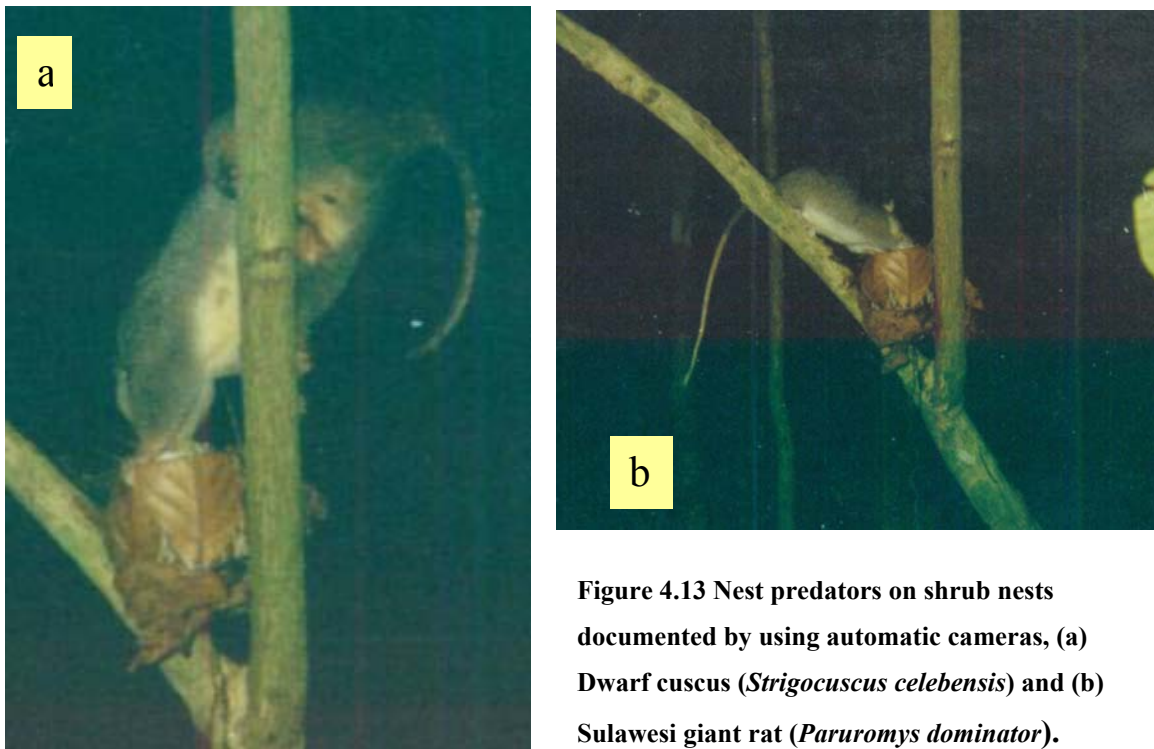 a
b
Figure 4.13 Nest predators on shrub nests
documented by using automatic cameras, (a)
Dwarf cuscus (Strigocuscus celebensis) and (b)
Sulawesi giant rat (Paruromys dominator).